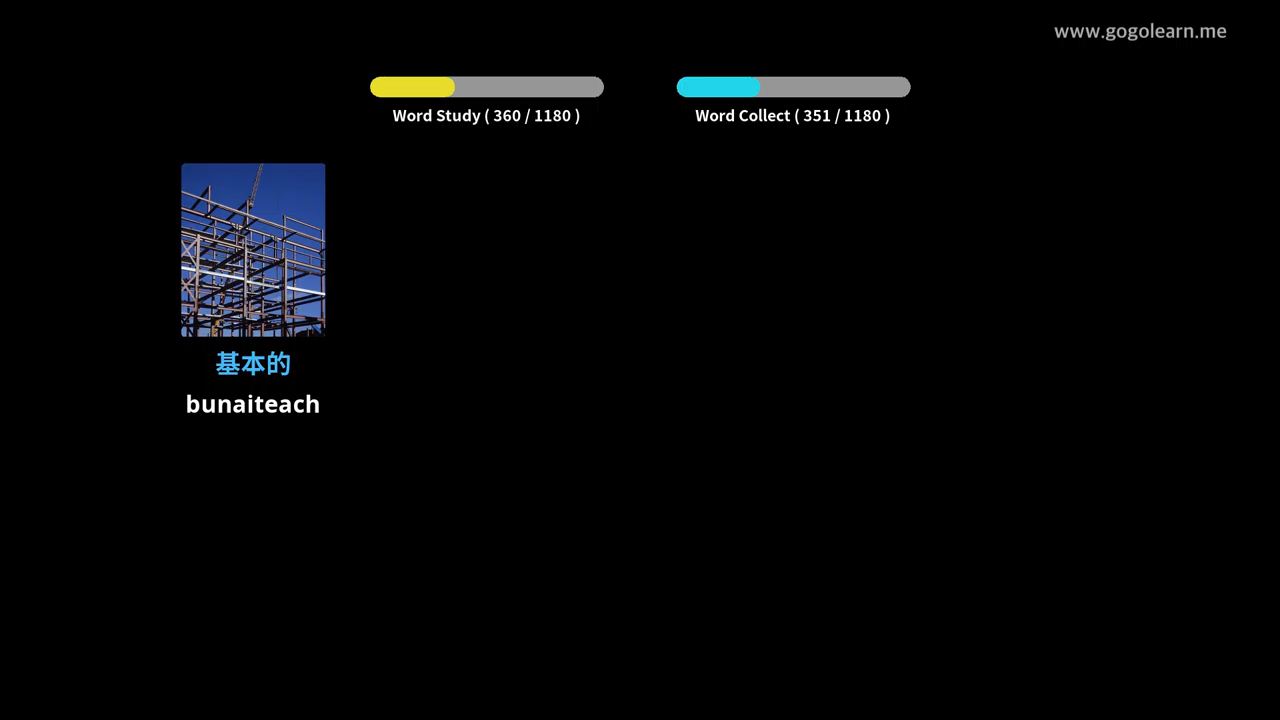 www.gogolearn.me
Word Study ( 360 / 1180 )
Word Collect ( 351 / 1180 )
基本的
bunaiteach